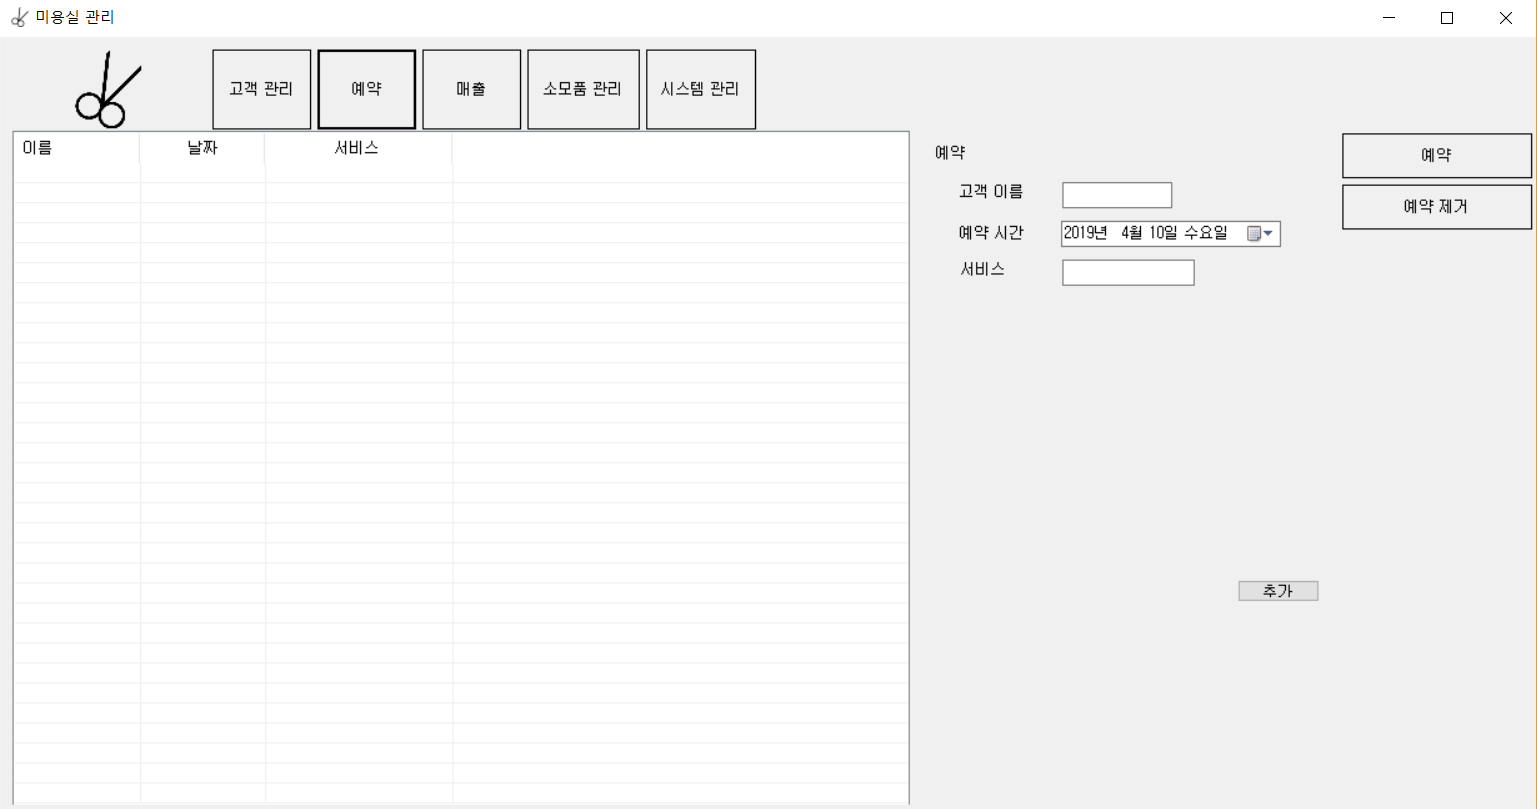 미용실 관리
고객 관리 예약 매출 소모품 관리 시스템 관리
이름 날짜 서비스
예약
고객 이름
예약 시간 2019년 4월 10일 수요일
서비스
추가
예약
예약 제거